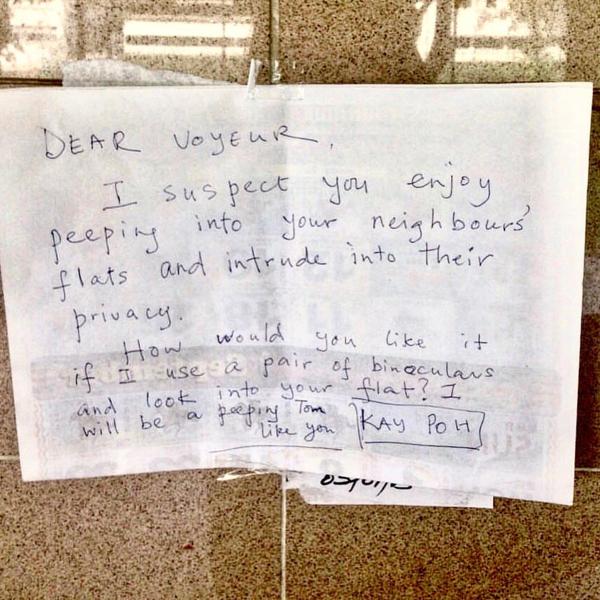 DEAR VOYEUR,
I suspect you enjoy
peeping into your neighbours'
flats and intrude into their
privacy.
How would you like it
if I use a pair of binoculars
and look into your flat? I
will be a peeping Tom
like you
KAY POH